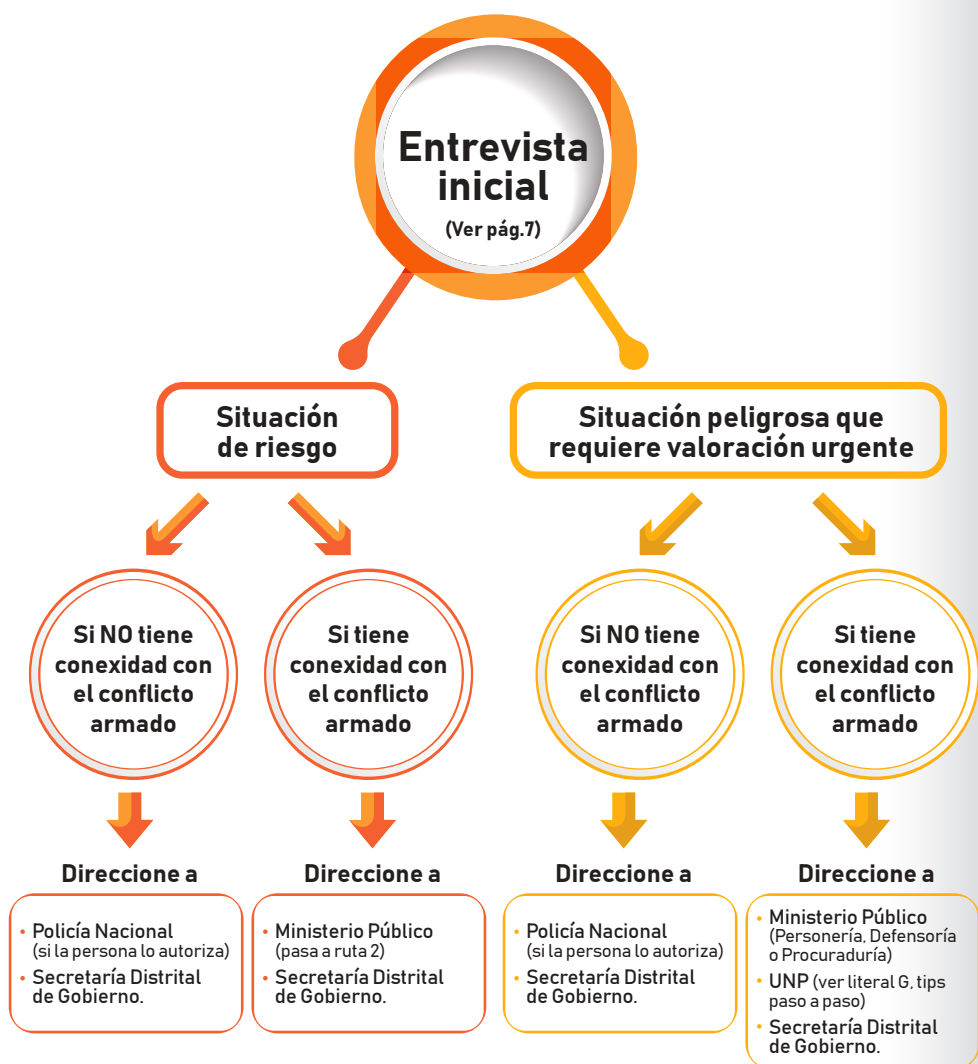 Entrevista
inicial
(Ver pág.7)
Situación
de riesgo
Situación peligrosa que
requiere valoración urgente
Si NO tiene
conexidad con
el conflicto
armado
Si tiene
conexidad con
el conflicto
armado
Si NO tiene
conexidad con
el conflicto
armado
Si tiene
conexidad con
el conflicto
armado
Direccione a
• Policía Nacional
(si la persona lo autoriza)
• Secretaría Distrital
de Gobierno.
Direccione a
• Ministerio Público
(pasa a ruta 2)
• Secretaría Distrital
de Gobierno.
Direccione a
• Policía Nacional
(si la persona lo autoriza)
• Secretaría Distrital
de Gobierno.
Direccione a
• Ministerio Público
(Personería, Defensoría
o Procuraduría)
• UNP (ver literal G, tips
paso a paso)
• Secretaría Distrital
de Gobierno.